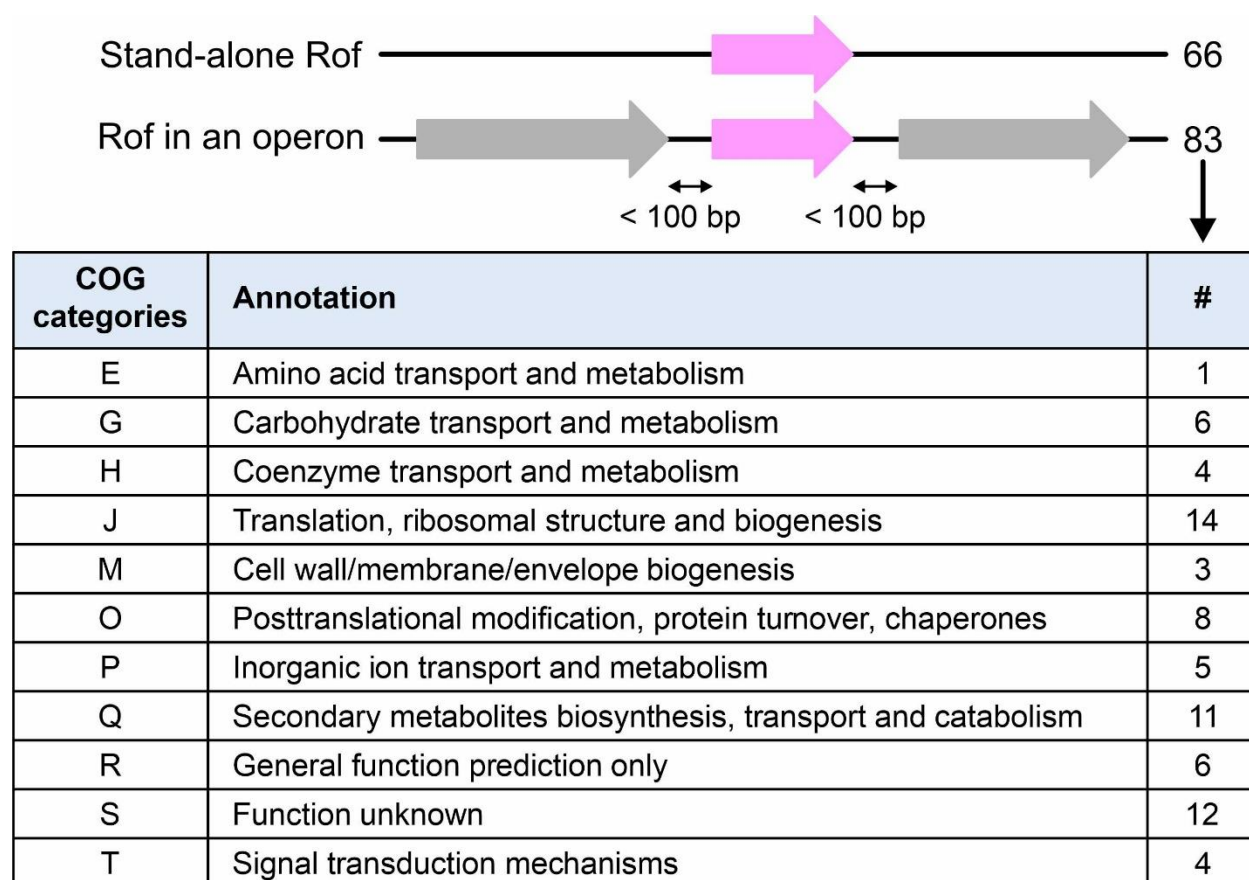 Stand-alone Rof 66
Rof in an operon 83
< 100 bp < 100 bp
COG categories Annotation #
E Amino acid transport and metabolism 1
G Carbohydrate transport and metabolism 6
H Coenzyme transport and metabolism 4
J Translation, ribosomal structure and biogenesis 14
M Cell wall/membrane/envelope biogenesis 3
O Posttranslational modification, protein turnover, chaperones 8
P Inorganic ion transport and metabolism 5
Q Secondary metabolites biosynthesis, transport and catabolism 11
R General function prediction only 6
S Function unknown 12
T Signal transduction mechanisms 4